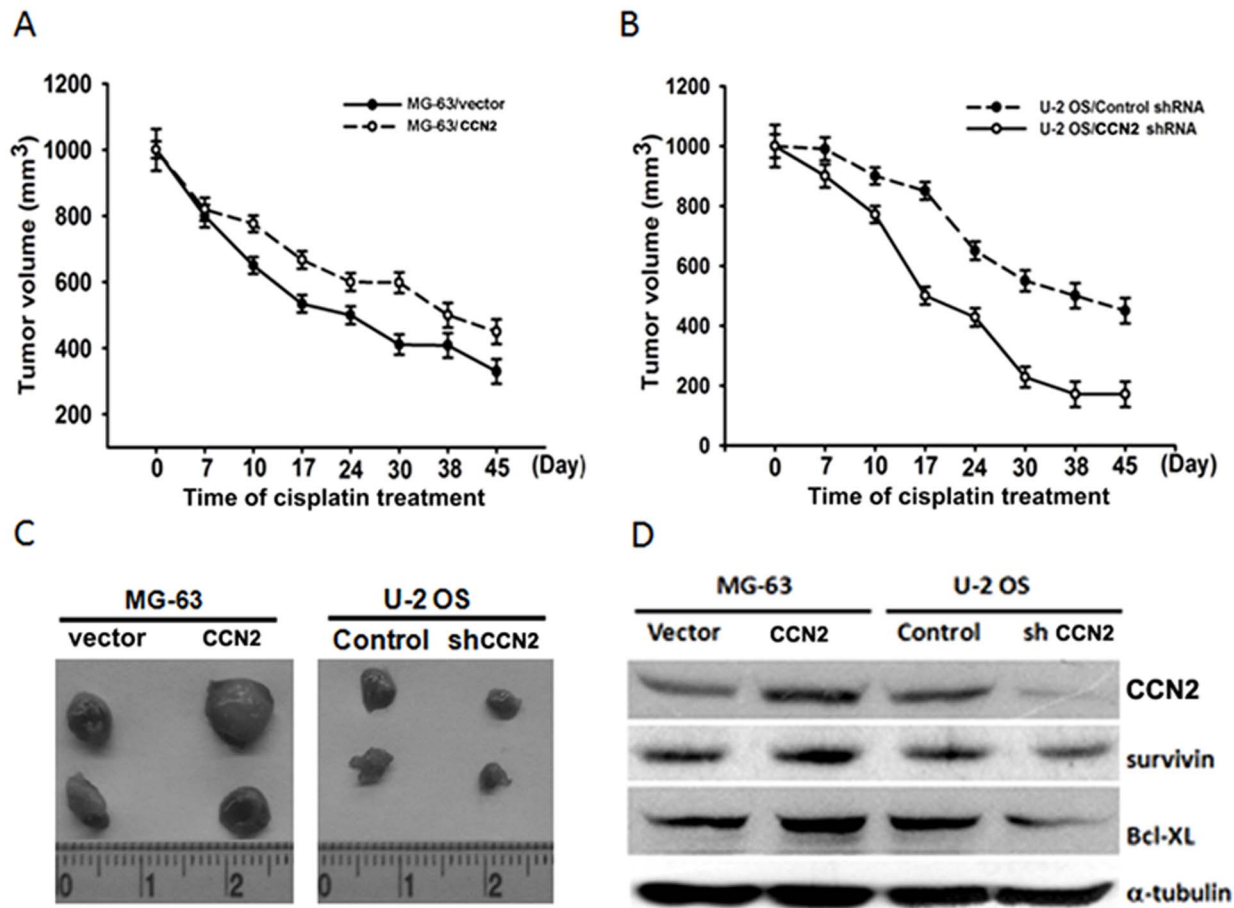 A
Tumor volume (mm3)
1200
1000
800
600
400
MG-63/vector
MG-63/CCN2
200
0 7 10 17 24 30 38 45 (Day)
Time of cisplatin treatment
B
Tumor volume (mm3)
1200
1000
800
600
400
200
0
U-2 OS/Control shRNA
U-2 OS/CCN2 shRNA
0 7 10 17 24 30 38 45 (Day)
Time of cisplatin treatment
C
MG-63
vector CCN2
0 1 2
U-2 OS
Control shCCN2
0 1 2
D
MG-63 U-2 OS
Vector CCN2 Control sh CCN2
CCN2
survivin
Bcl-XL
α-tubulin